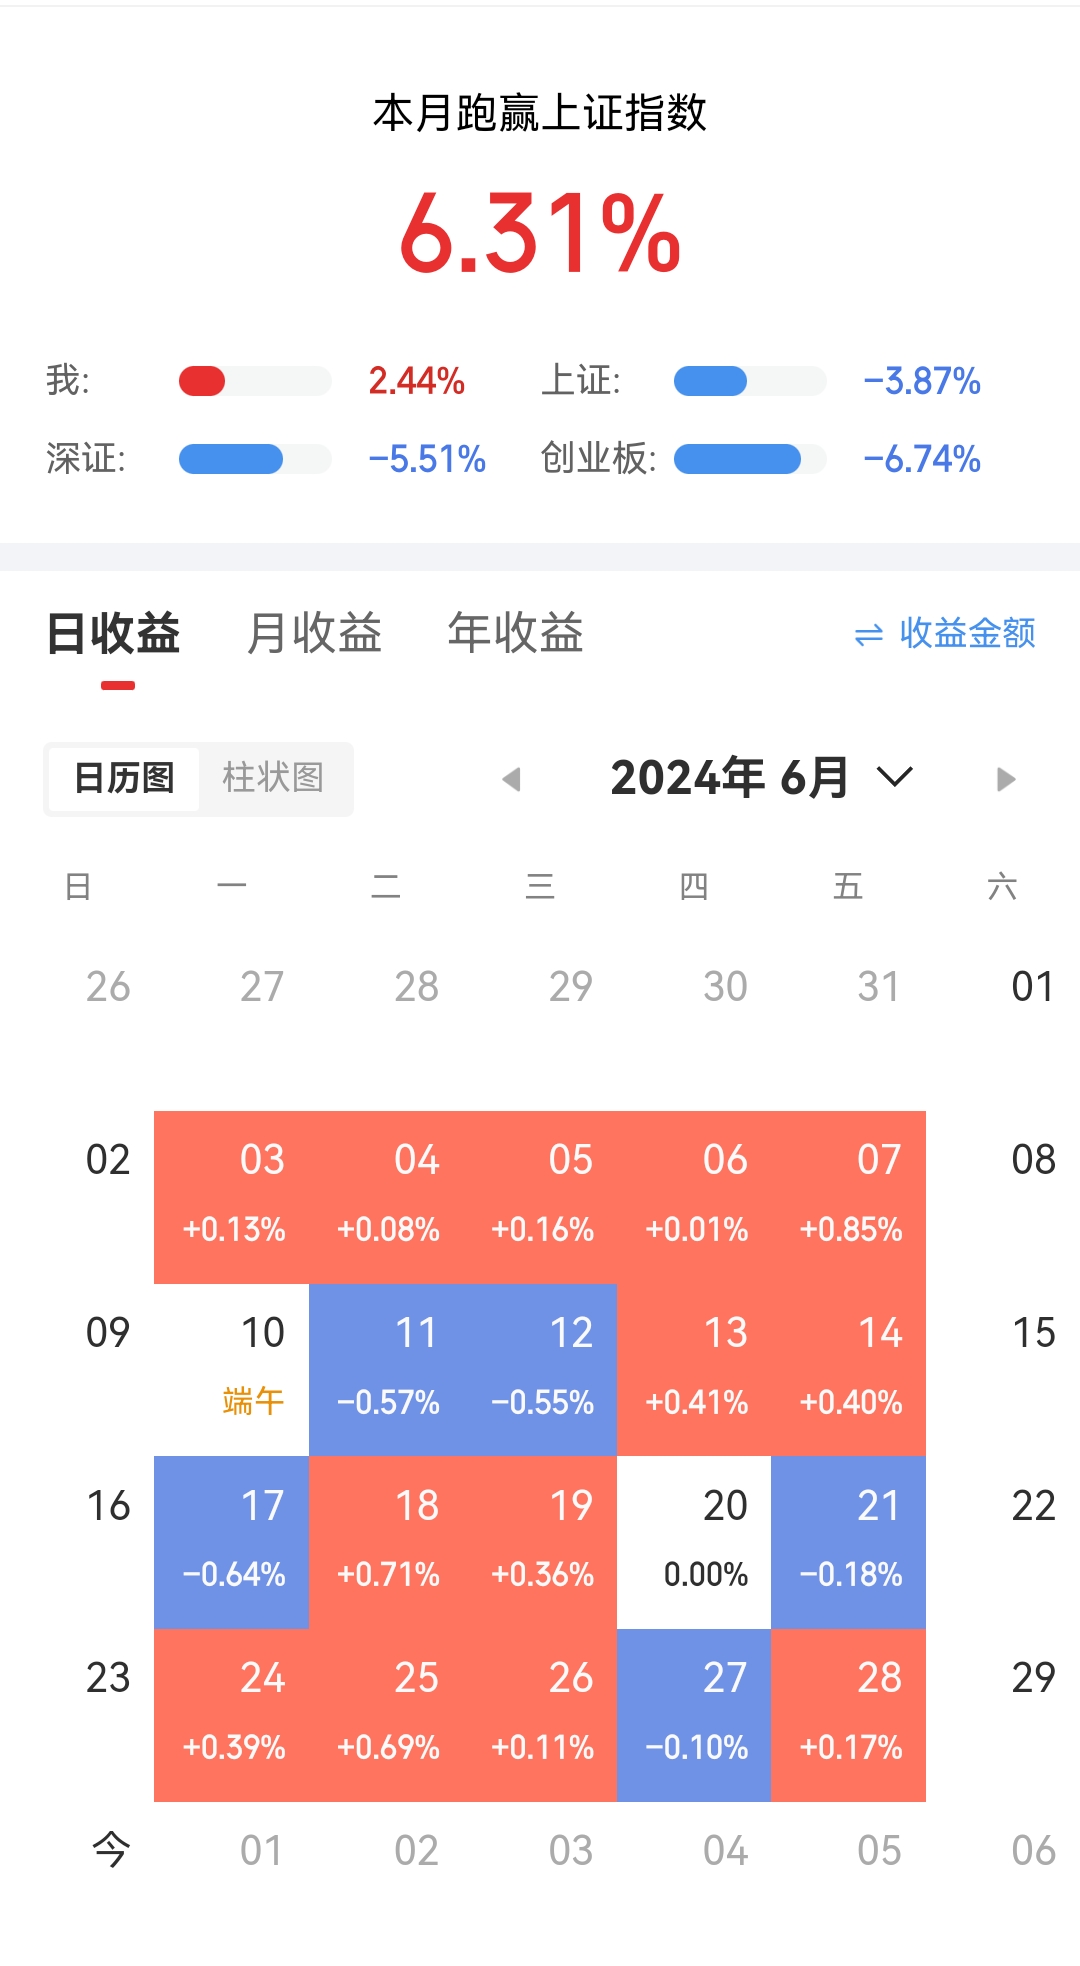 本月跑赢上证指数
6.31%
我: 2.44% 上证: -3.87%
深证: -5.51% 创业板: -6.74%
日收益 月收益 年收益 ⇌ 收益金额
日历图 柱状图 ◀ 2024年 6月 ▶
日 一 二 三 四 五 六
26 27 28 29 30 31 01
02 03 04 05 06 07 08
+0.13% +0.08% +0.16% +0.01% +0.85%
09 10 11 12 13 14 15
端午 -0.57% -0.55% +0.41% +0.40%
16 17 18 19 20 21 22
-0.64% +0.71% +0.36% 0.00% -0.18%
23 24 25 26 27 28 29
+0.39% +0.69% +0.11% -0.10% +0.17%
今 01 02 03 04 05 06